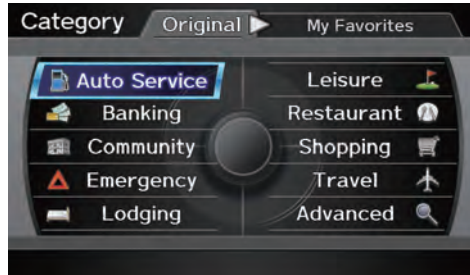 Category Original My Favorites
Auto Service Leisure
Banking Restaurant
Community Shopping
Emergency Travel
Lodging Advanced